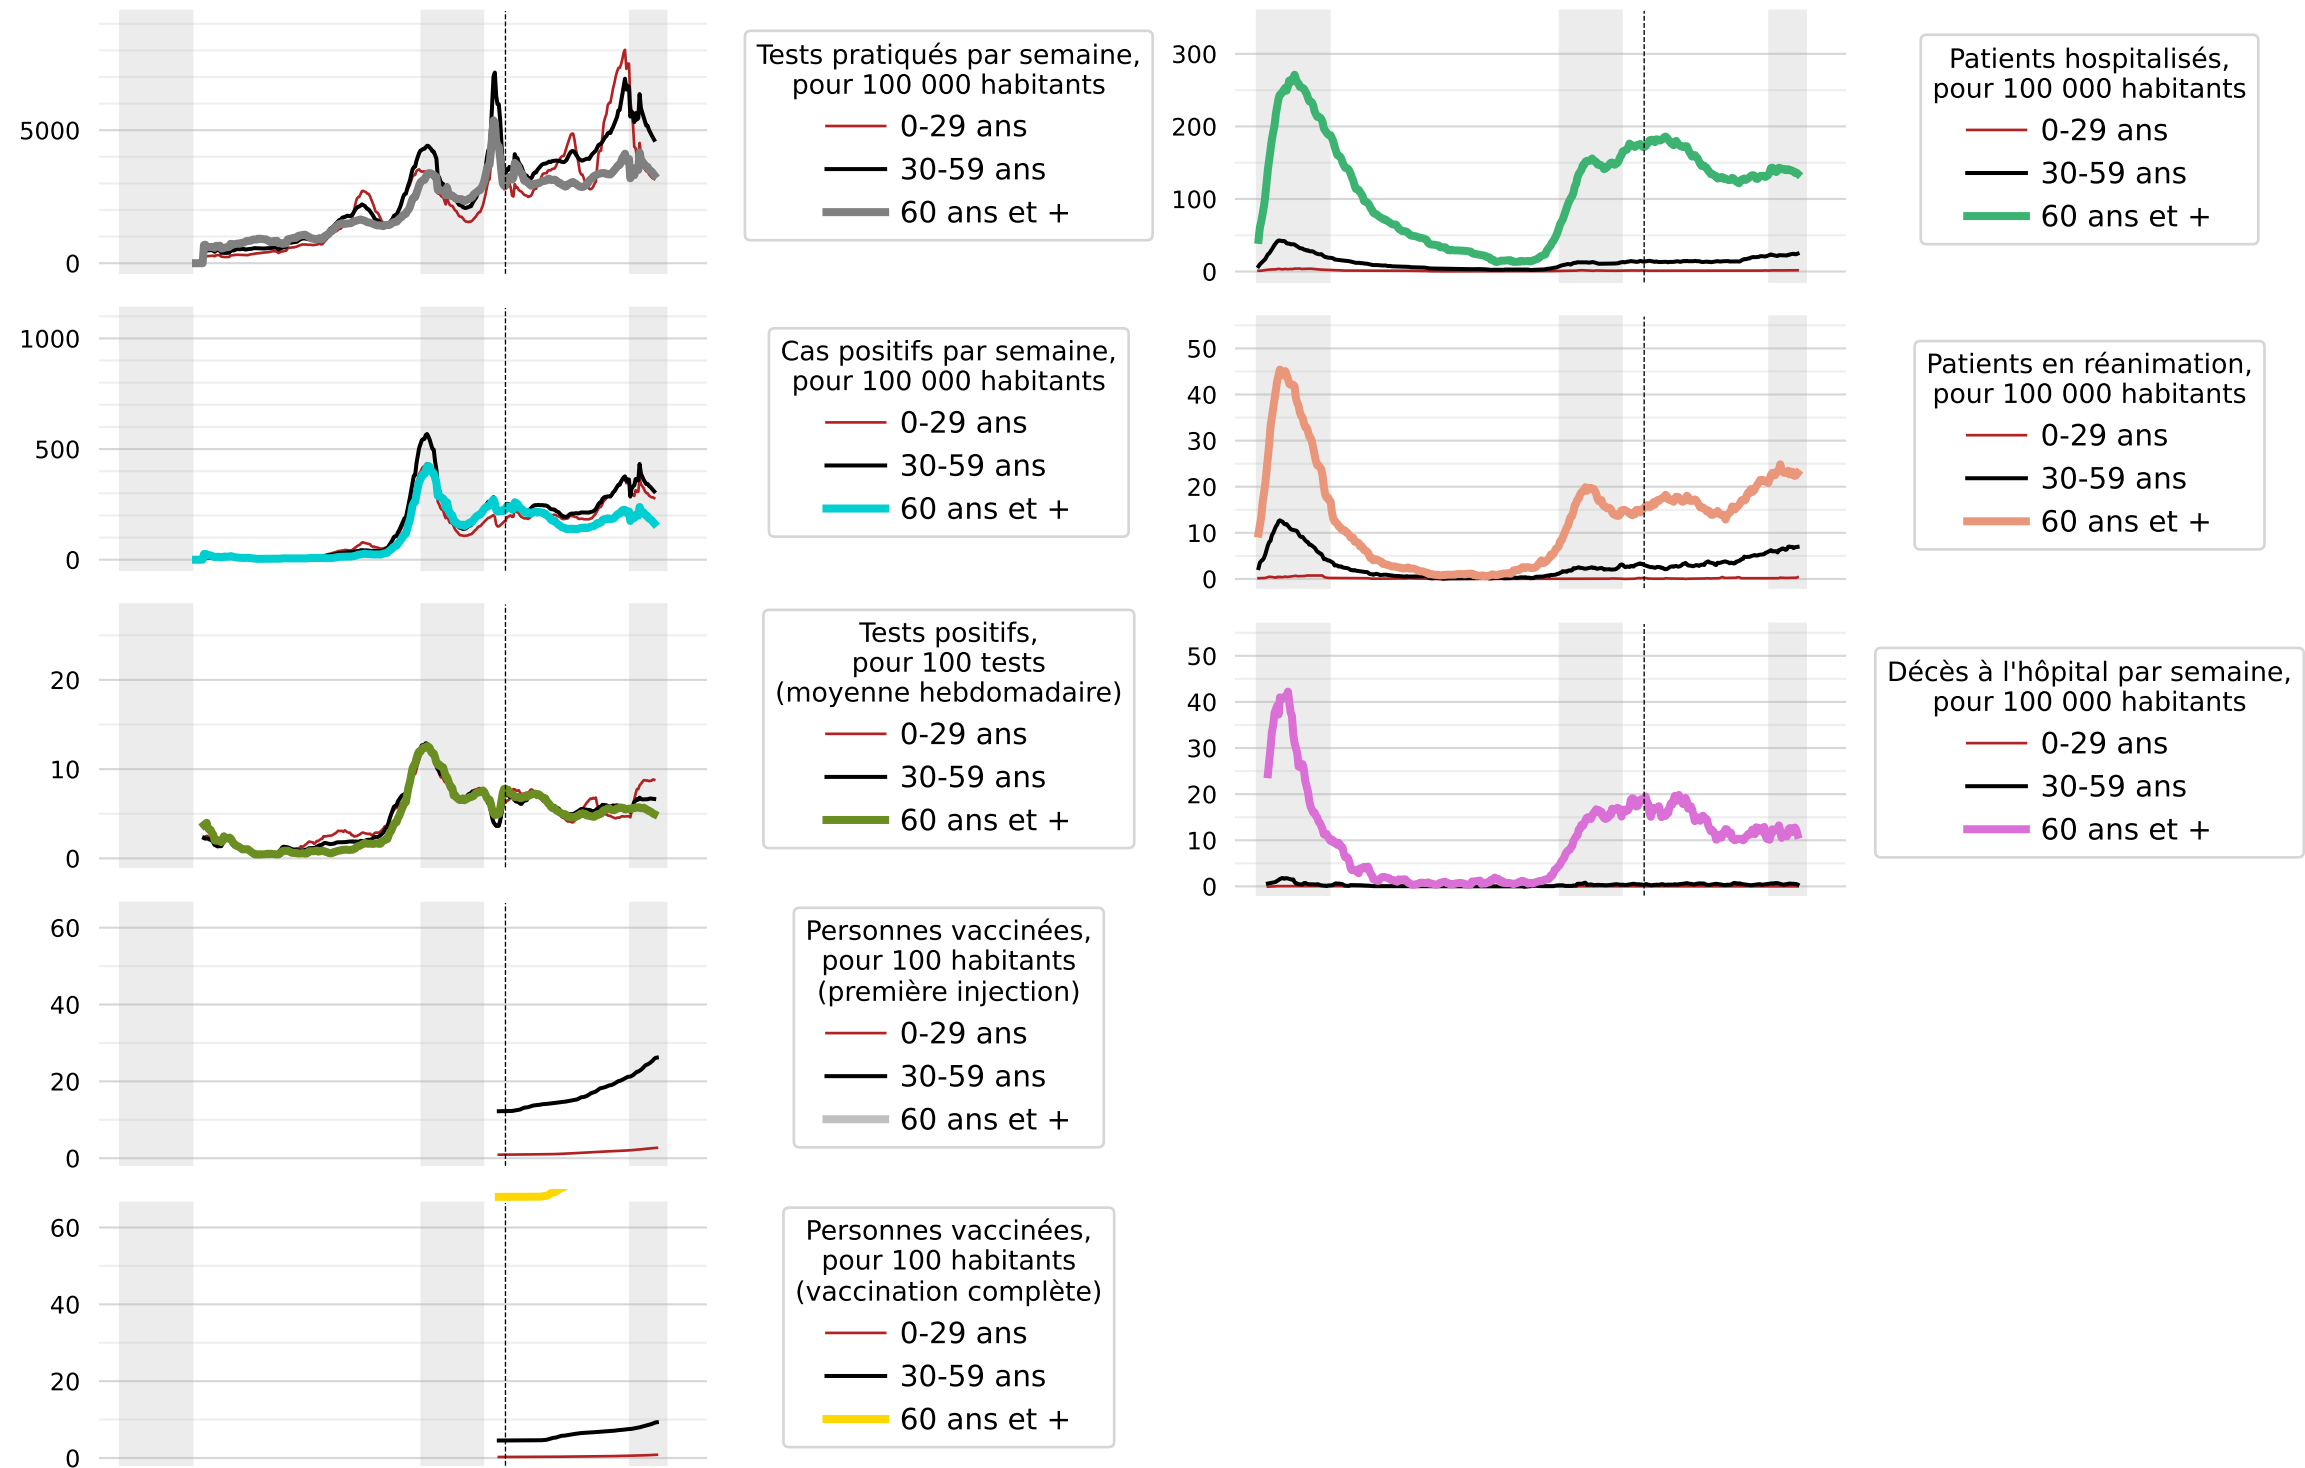 5000
0
Tests pratiqués par semaine,
pour 100 000 habitants
0-29 ans
30-59 ans
60 ans et +
1000
500
0
Cas positifs par semaine,
pour 100 000 habitants
0-29 ans
30-59 ans
60 ans et +
20
10
0
Tests positifs,
pour 100 tests
(moyenne hebdomadaire)
0-29 ans
30-59 ans
60 ans et +
60
40
20
0
Personnes vaccinées,
pour 100 habitants
(première injection)
0-29 ans
30-59 ans
60 ans et +
60
40
20
0
Personnes vaccinées,
pour 100 habitants
(vaccination complète)
0-29 ans
30-59 ans
60 ans et +
300
200
100
0
Patients hospitalisés,
pour 100 000 habitants
0-29 ans
30-59 ans
60 ans et +
50
40
30
20
10
0
Patients en réanimation,
pour 100 000 habitants
0-29 ans
30-59 ans
60 ans et +
50
40
30
20
10
0
Décès à l'hôpital par semaine,
pour 100 000 habitants
0-29 ans
30-59 ans
60 ans et +